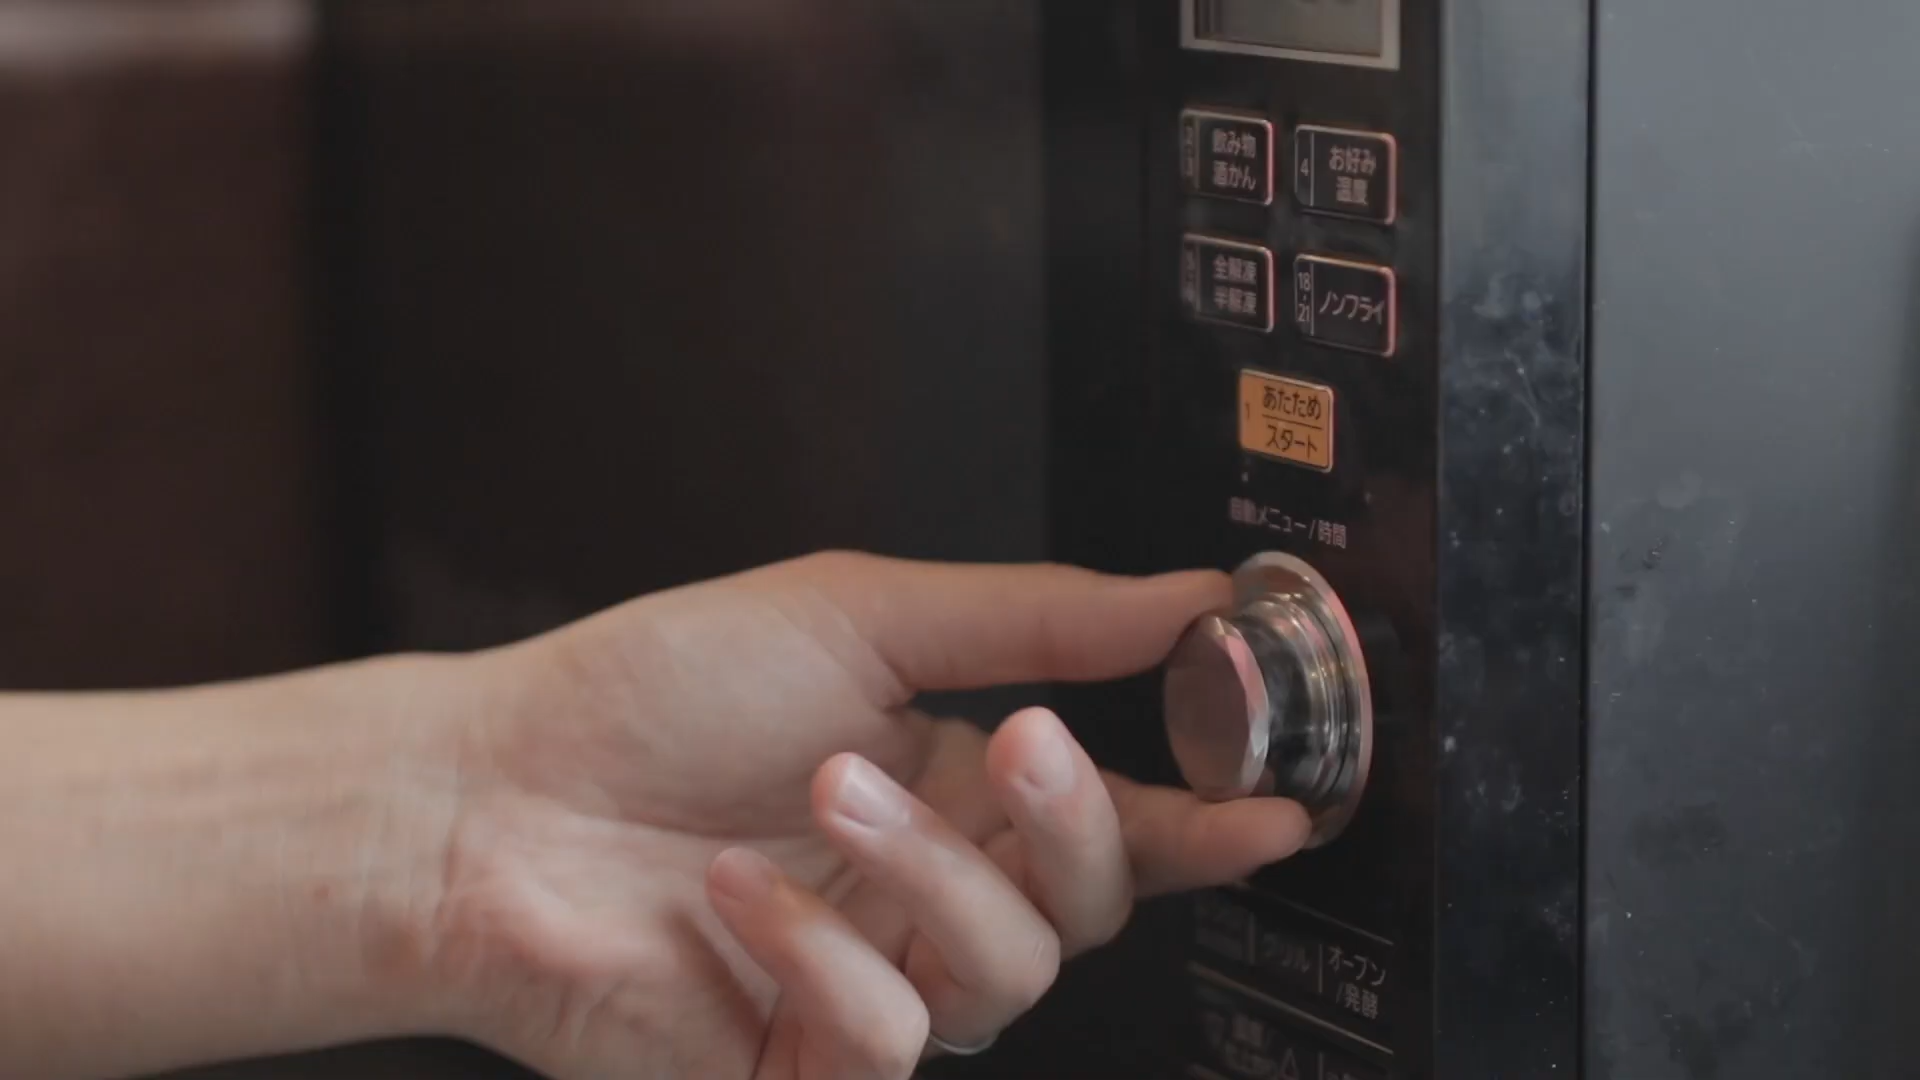 飲み物
酒かん
4
お好み
温度
全解凍
半解凍
18
21
ノンフライ
1
あたため
スタート
自動メニュー/時間
グリル
オーブン
/発酵